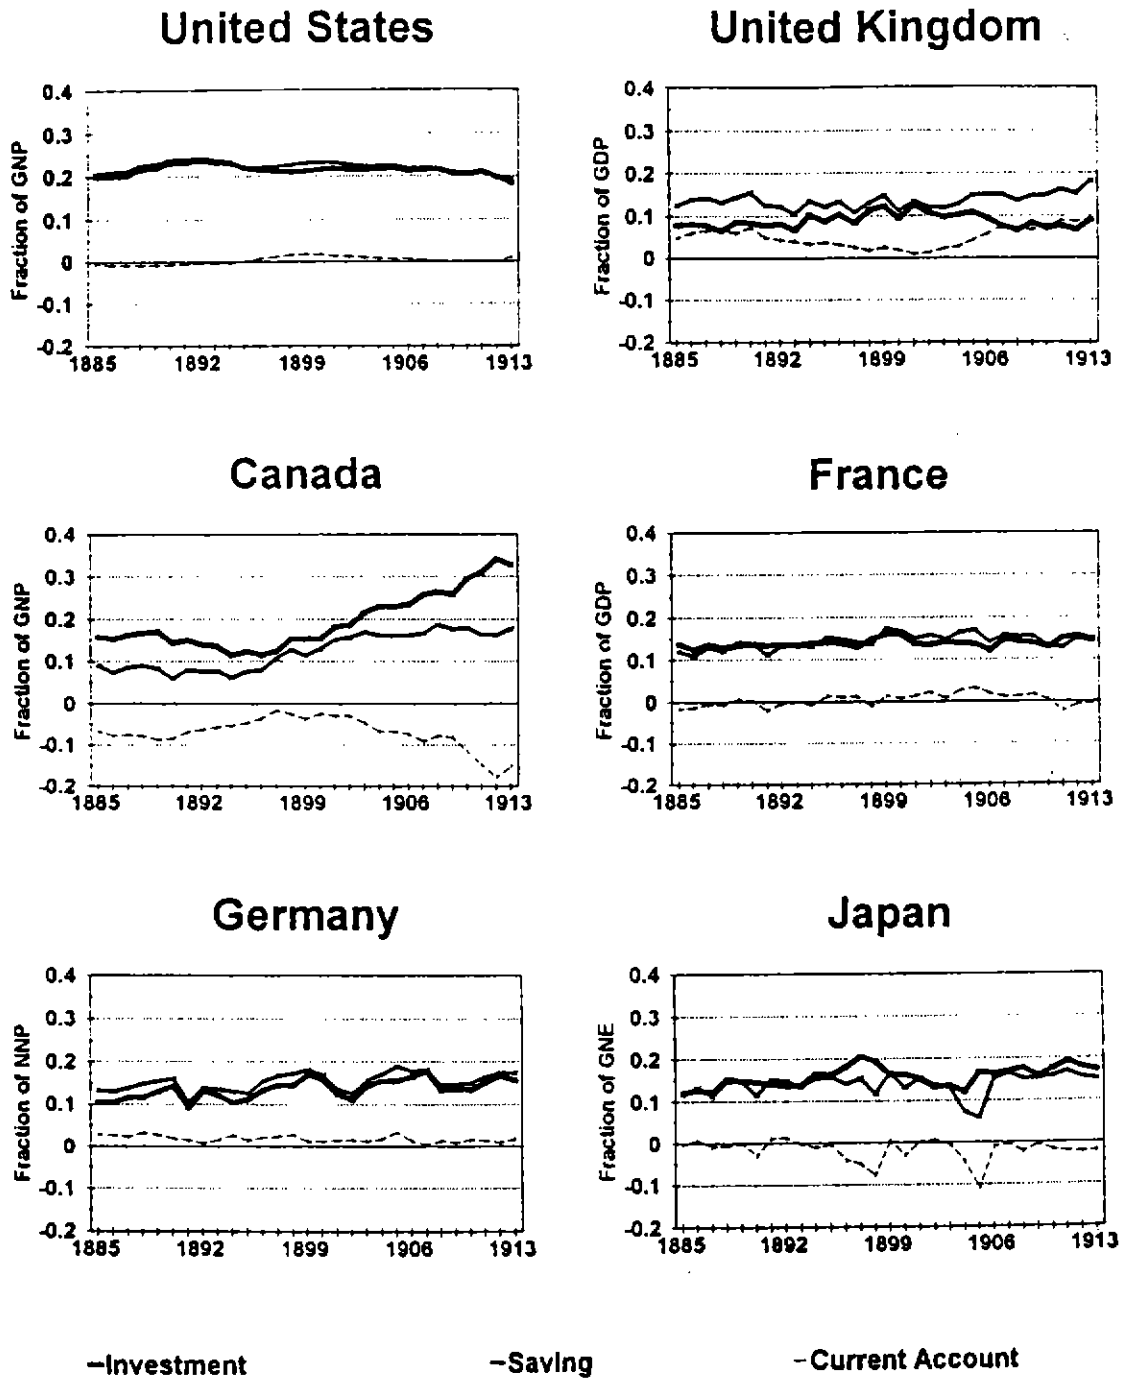 United States
United Kingdom
Fraction of GNP
0.4
0.3
0.2
0.1
0
-0.1
-0.2
1885 1892 1899 1906 1913
Fraction of GDP
0.4
0.3
0.2
0.1
0
-0.1
-0.2
1885 1892 1899 1906 1913
Canada
France
Fraction of GNP
0.4
0.3
0.2
0.1
0
-0.1
-0.2
1885 1892 1899 1906 1913
Fraction of GDP
0.4
0.3
0.2
0.1
0
-0.1
-0.2
1885 1892 1899 1906 1913
Germany
Japan
Fraction of NNP
0.4
0.3
0.2
0.1
0
-0.1
-0.2
1885 1892 1899 1906 1913
Fraction of GNE
0.4
0.3
0.2
0.1
0
-0.1
-0.2
1885 1892 1899 1906 1913
Investment
Saving
Current Account